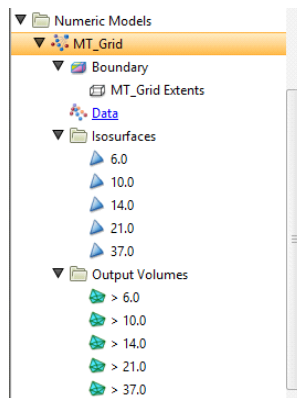 Numeric Models
MT_Grid
Boundary
MT_Grid Extents
Data
Isosurfaces
6.0
10.0
14.0
21.0
37.0
Output Volumes
> 6.0
> 10.0
> 14.0
> 21.0
> 37.0